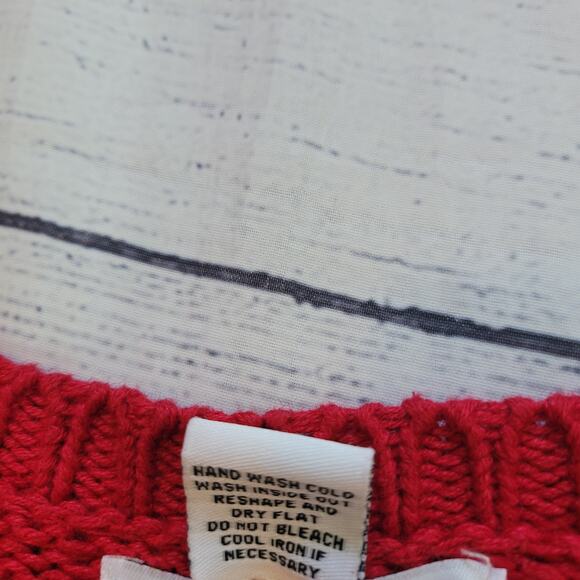 HAND WASH COLD
WASH INSIDE OUT
RESHAPE AND
DRY FLAT
DO NOT BLEACH
COOL IRON IF
NECESSARY